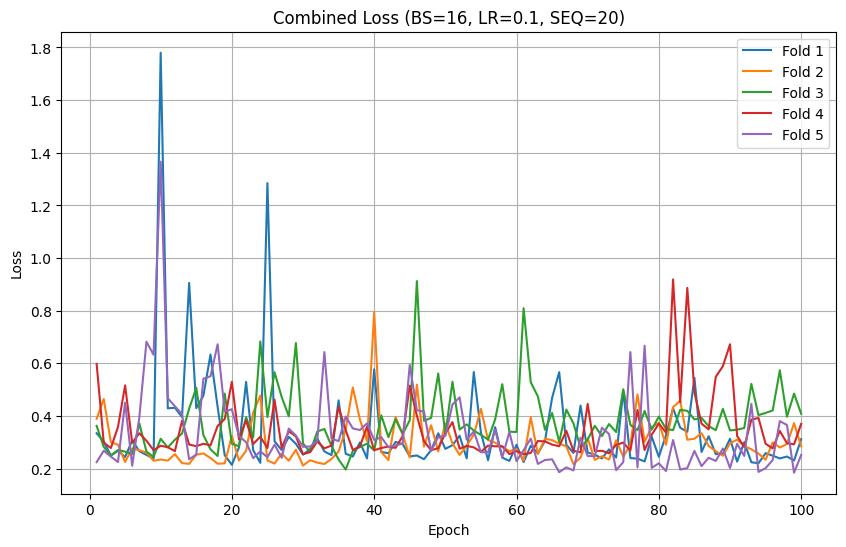 Combined Loss (BS=16, LR=0.1, SEQ=20)
Fold 1
Fold 2
Fold 3
Fold 4
Fold 5
Loss
1.8
1.6
1.4
1.2
1.0
0.8
0.6
0.4
0.2
0
20
40
60
80
100
Epoch